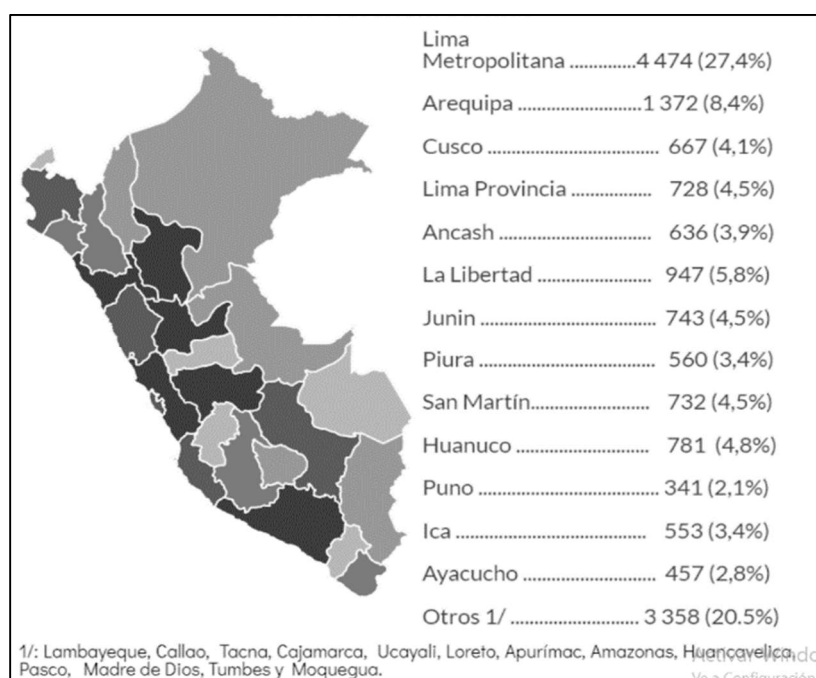 Lima
Metropolitana .............4 474 (27,4%)
Arequipa ..............................1 372 (8,4%)
Cusco .................................. 667 (4,1%)
Lima Provincia .................... 728 (4,5%)
Ancash .................................. 636 (3,9%)
La Libertad ........................... 947 (5,8%)
Junin ................................... 743 (4,5%)
Piura ................................... 560 (3,4%)
San Martín........................ 732 (4,5%)
Huanuco ............................. 781 (4,8%)
Puno ................................... 341 (2,1%)
Ica ..................................... 553 (3,4%)
Ayacucho ........................... 457 (2,8%)
Otros 1/ .......................... 3 358 (20.5%)
1/: Lambayeque, Callao, Tacna, Cajamarca, Ucayali, Loreto, Apurímac, Amazonas, Huancavelica,
Pasco, Madre de Dios, Tumbes y Moquegua.